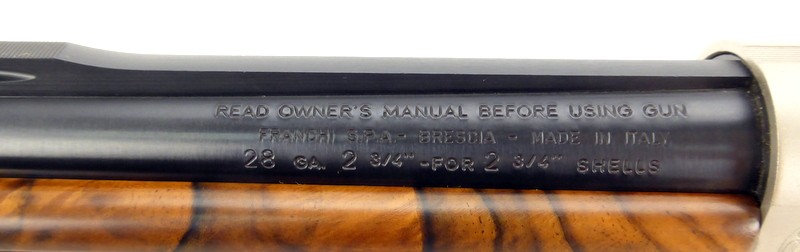 READ OWNER'S MANUAL BEFORE USING GUN
FRANCHI S.P.A.- BRESCIA - MADE IN ITALY
28 GA. 2 3/4" -FOR 2 3/4" SHELLS